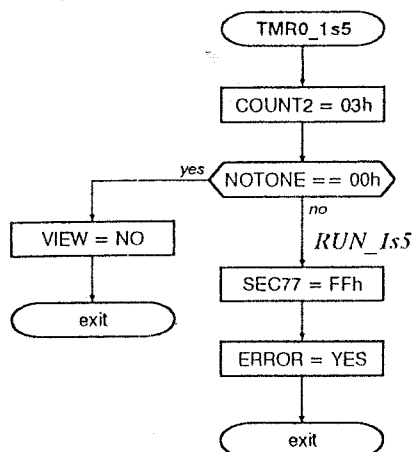 TMR0_1s5
COUNT2 = 03h
yes
NOTONE == 00h
no
RUN_1s5
VIEW = NO
SEC77 = FFh
exit
ERROR = YES
exit